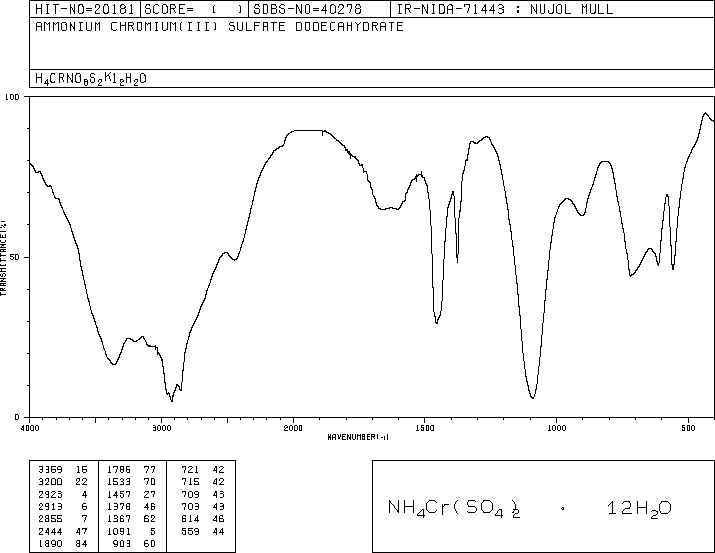 HIT-NO=20181 SCORE= ( ) SDBS-NO=40278 IR-NIDA-71443 : NUJOL MULL
AMMONIUM CHROMIUM(III) SULFATE DODECAHYDRATE
H4CRNO8S2K12H2O
100
50
0
TRANSMITTANCE(%)
4000 3000 2000 1500 1000 500
WAVENUMBER(-1)
3369 16 1786 77 721 42
3200 22 1533 70 715 42
2923 4 1457 27 709 43
2913 6 1378 46 703 43
2855 7 1367 62 614 46
2444 47 1091 5 559 44
1890 84 903 60
NH4Cr(SO4)2 · 12H2O